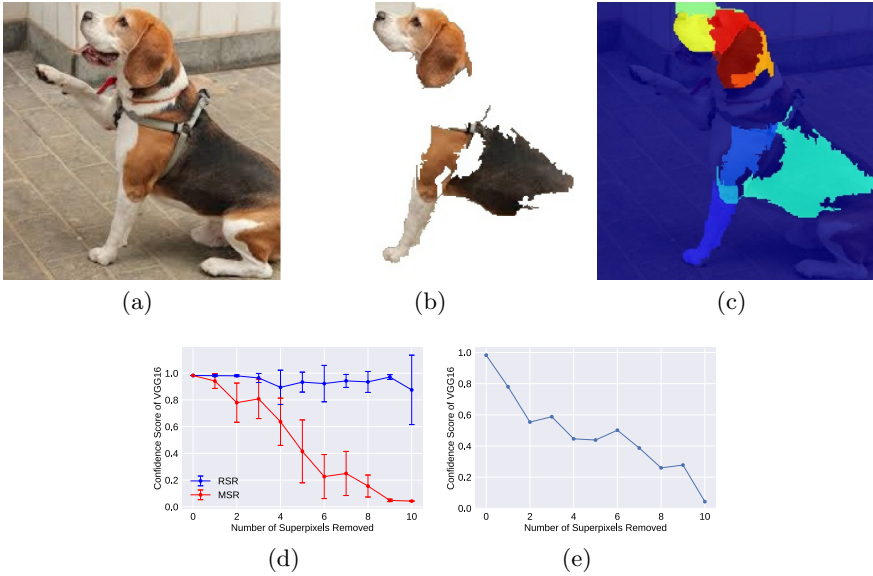 (a)
(b)
(c)
Confidence Score of VGG16
1.0
0.8
0.6
0.4
0.2
0.0
RSR
MSR
0 2 4 6 8 10
Number of Superpixels Removed
(d)
Confidence Score of VGG16
1.0
0.8
0.6
0.4
0.2
0.0
0 2 4 6 8 10
Number of Superpixels Removed
(e)